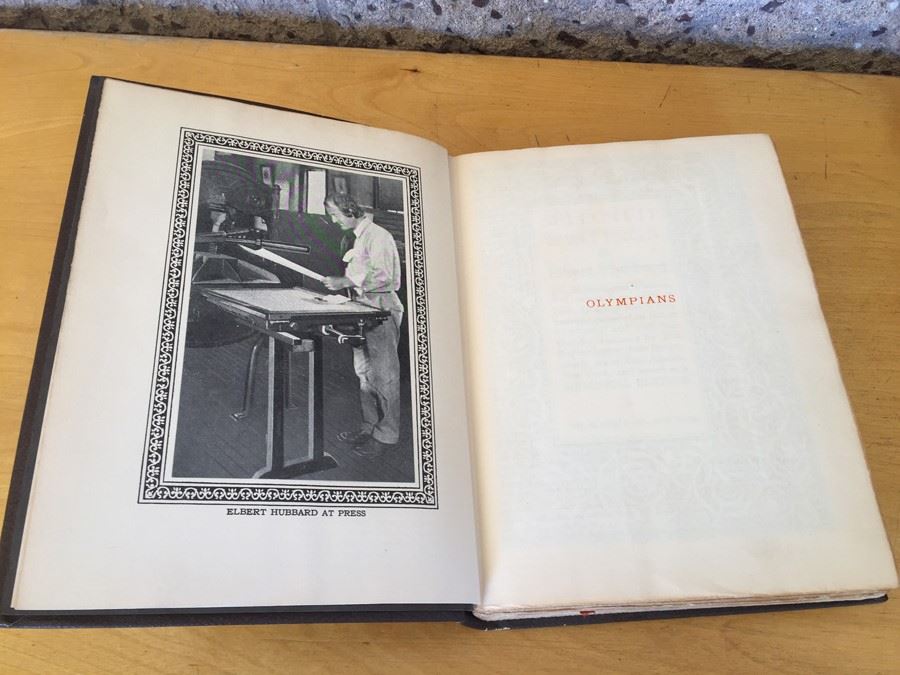 ELBERT HUBBARD AT PRESS
OLYMPIANS